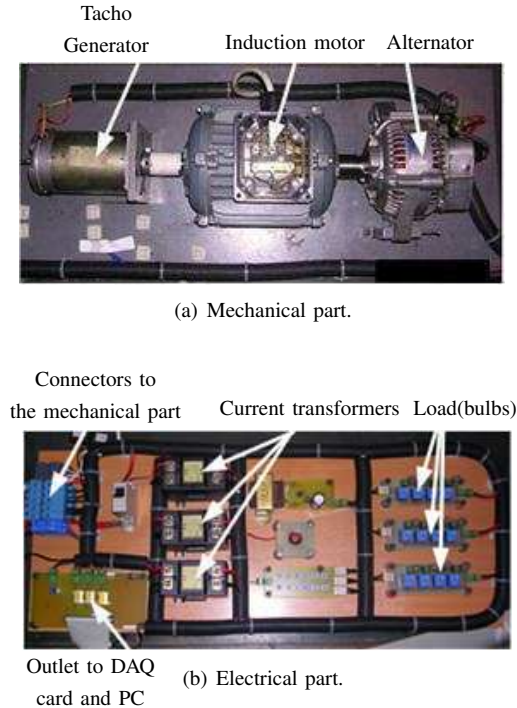 Tacho
Generator
Induction motor
Alternator
(a) Mechanical part.
Connectors to
the mechanical part
Current transformers
Load(bulbs)
Outlet to DAQ
card and PC
(b) Electrical part.